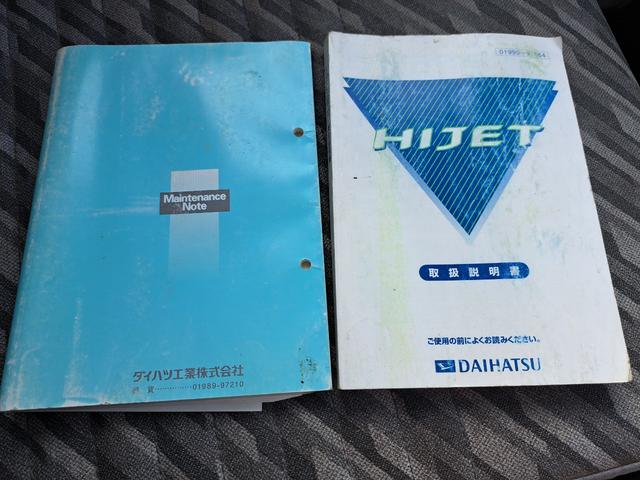 Maintenance
Note
ダイハツ工業株式会社
01989-97210
HIJET
取扱説明書
ご使用の前によくお読みください。
DAIHATSU